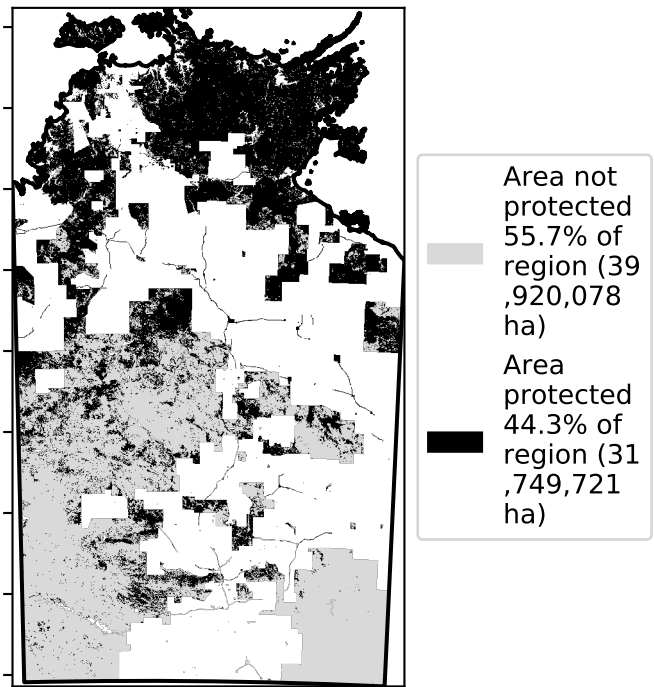 Area not
protected
55.7% of
region (39
,920,078
ha)
Area
protected
44.3% of
region (31
,749,721
ha)